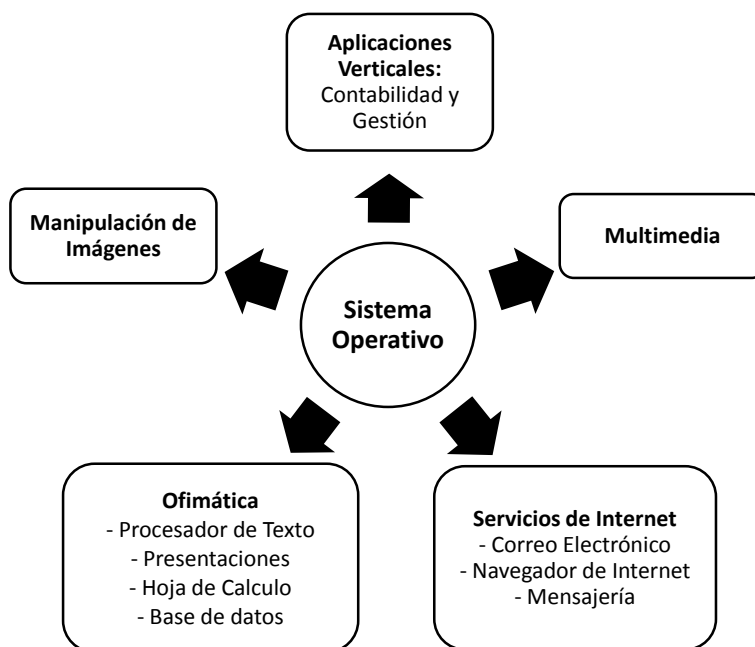 Aplicaciones
Verticales:
Contabilidad y
Gestión
Manipulación de
Imágenes
Multimedia
Sistema
Operativo
Ofimática
- Procesador de Texto
- Presentaciones
- Hoja de Calculo
- Base de datos
Servicios de Internet
- Correo Electrónico
- Navegador de Internet
- Mensajería